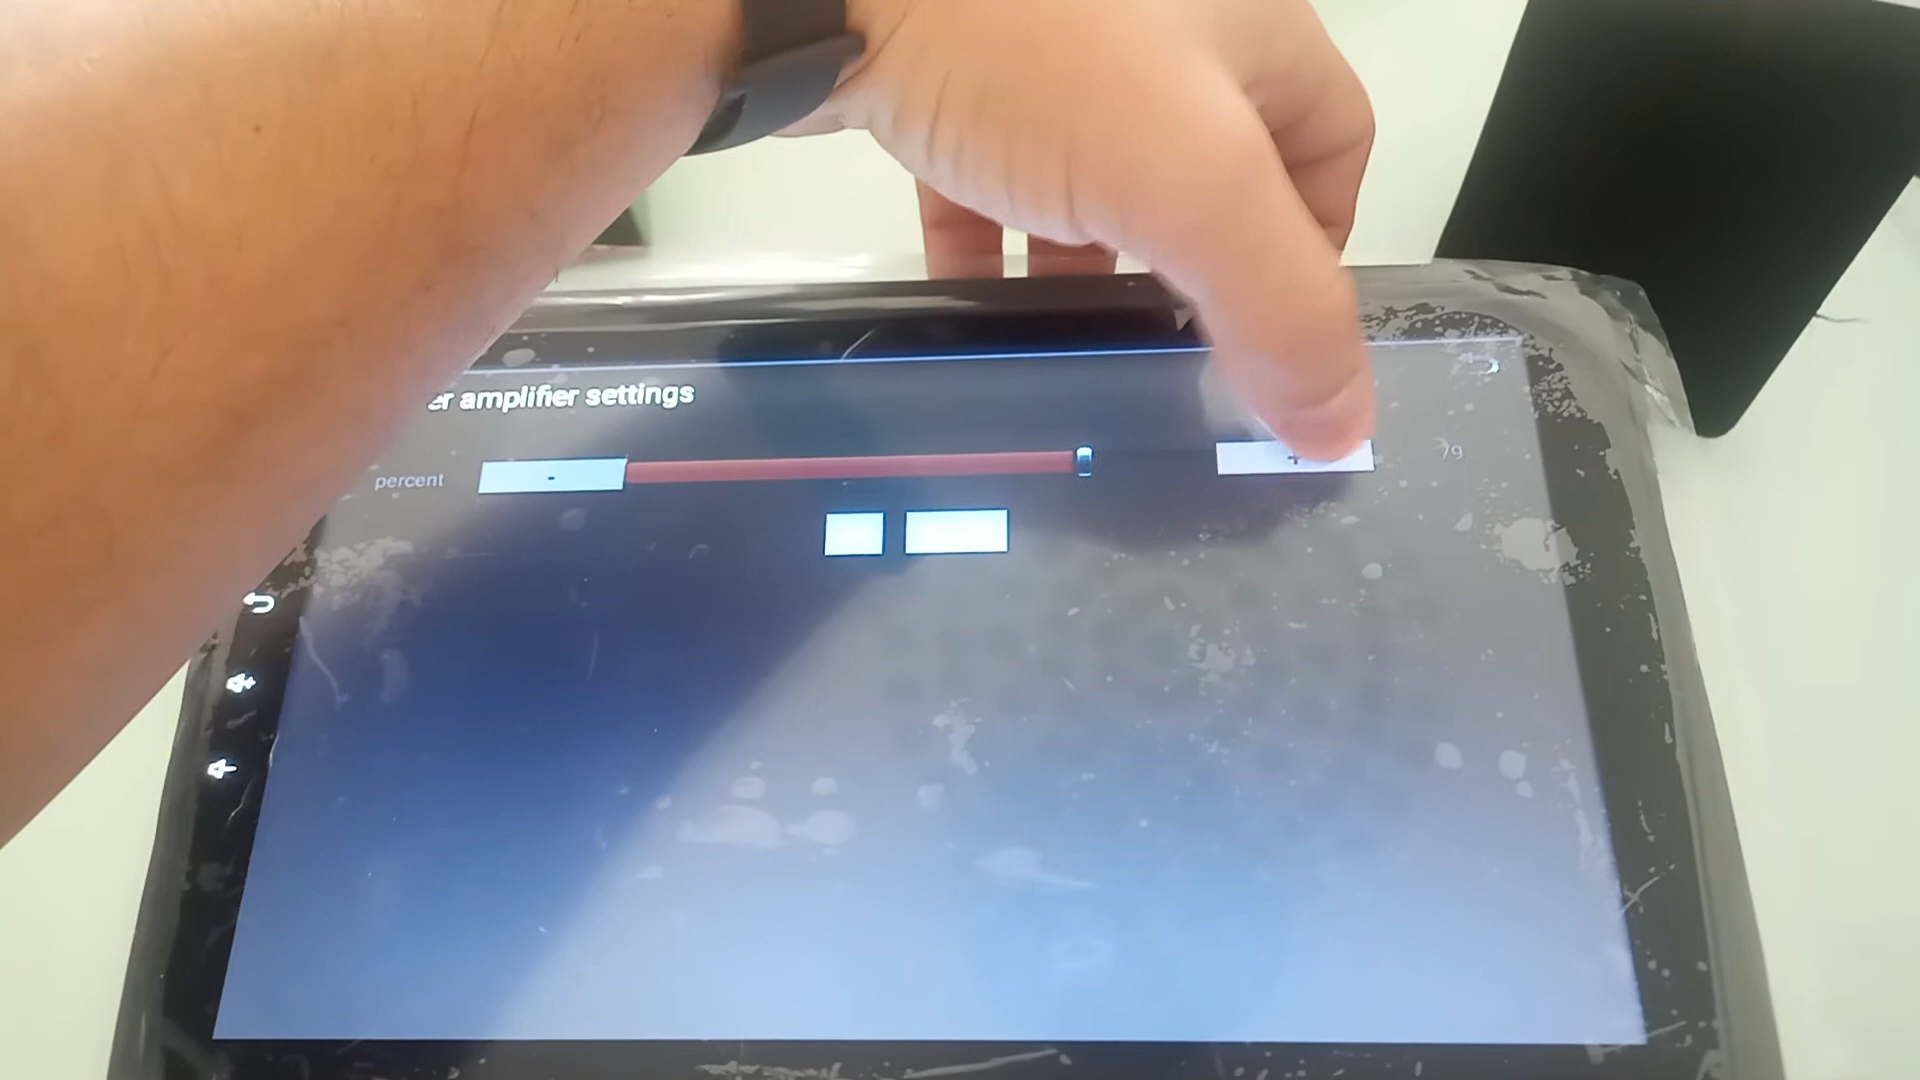 er amplifier settings
percent - + 79